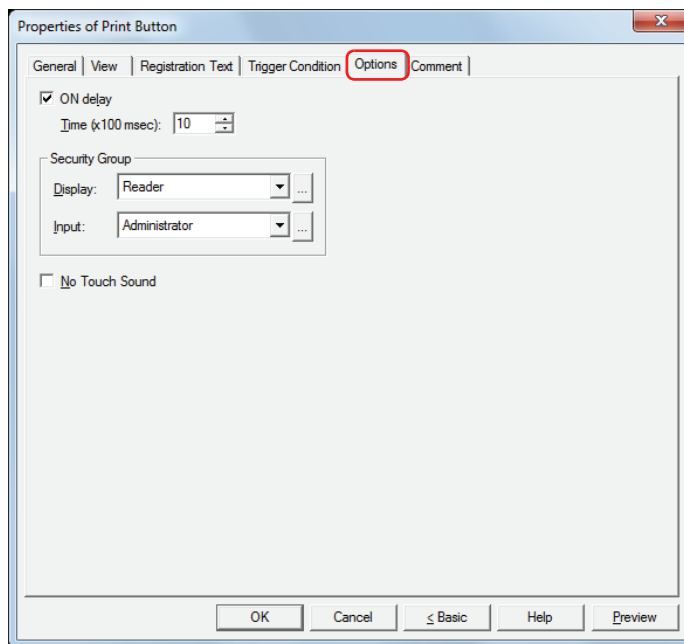 Properties of Print Button
General View Registration Text Trigger Condition Options Comment
ON delay
Time (x100 msec): 10
Security Group
Display: Reader ...
Input: Administrator ...
No Touch Sound
OK Cancel < Basic Help Preview